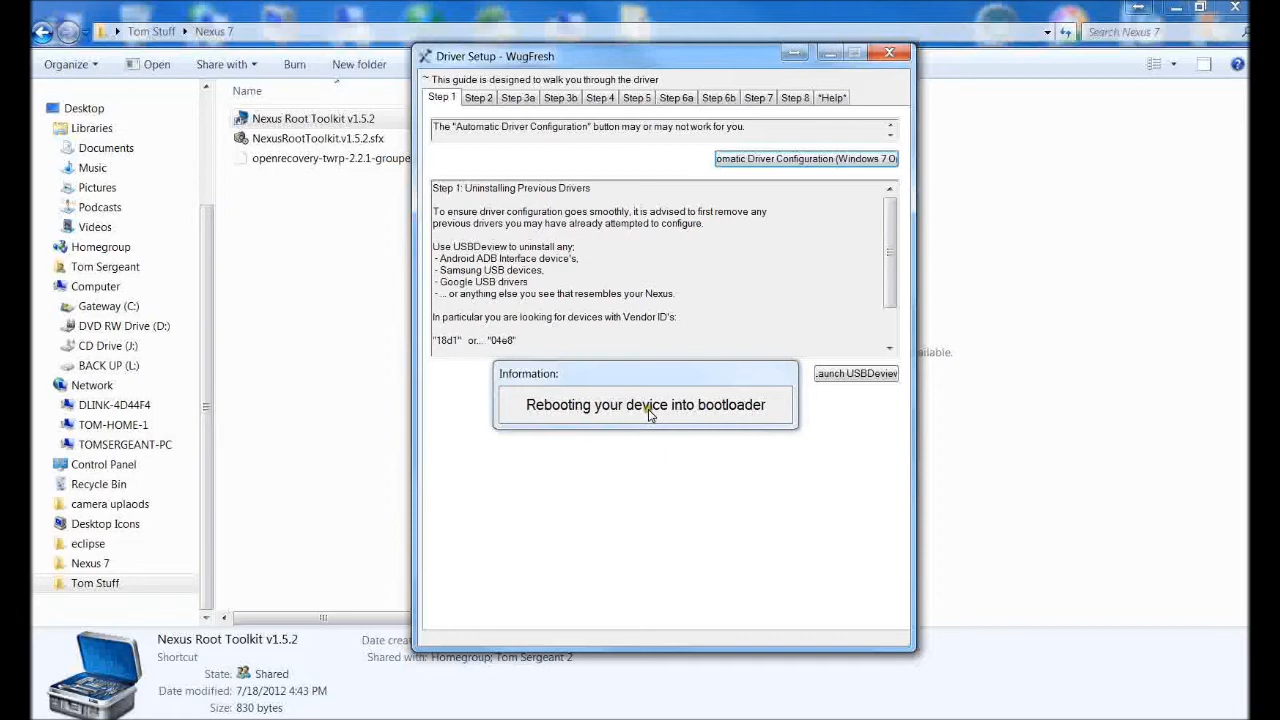 Tom Stuff
Nexus 7
Search Nexus 7
Organize
Open
Share with
Burn
New folder
Name
Nexus Root Toolkit v1.5.2
NexusRootToolkit.v1.5.2.sfx
openrecovery-twrp-2.2.1-groupe
Desktop
Libraries
Documents
Music
Pictures
Podcasts
Videos
Homegroup
Tom Sergeant
Computer
Gateway (C:)
DVD RW Drive (D:)
CD Drive (J:)
BACK UP (L:)
Network
DLINK-4D44F4
TOM-HOME-1
TOMSERGEANT-PC
Control Panel
Recycle Bin
camera uplaods
Desktop Icons
eclipse
Nexus 7
Tom Stuff
Driver Setup - WugFresh
~ This guide is designed to walk you through the driver
Step 1 Step 2 Step 3a Step 3b Step 4 Step 5 Step 6a Step 6b Step 7 Step 8 *Help*
The "Automatic Driver Configuration" button may or may not work for you.
omatic Driver Configuration (Windows 7 O
Step 1: Uninstalling Previous Drivers
To ensure driver configuration goes smoothly, it is advised to first remove any
previous drivers you may have already attempted to configure.
Use USBDeview to uninstall any;
- Android ADB Interface device's,
- Samsung USB devices,
- Google USB drivers
- ... or anything else you see that resembles your Nexus.
In particular you are looking for devices with Vendor ID's:
"18d1" or... "04e8"
aunch USBDeview
Information:
Rebooting your device into bootloader
ailable.
Nexus Root Toolkit v1.5.2
Shortcut
State: Shared
Date modified: 7/18/2012 4:43 PM
Size: 830 bytes
Date creat
Shared with: Homegroup; Tom Sergeant 2